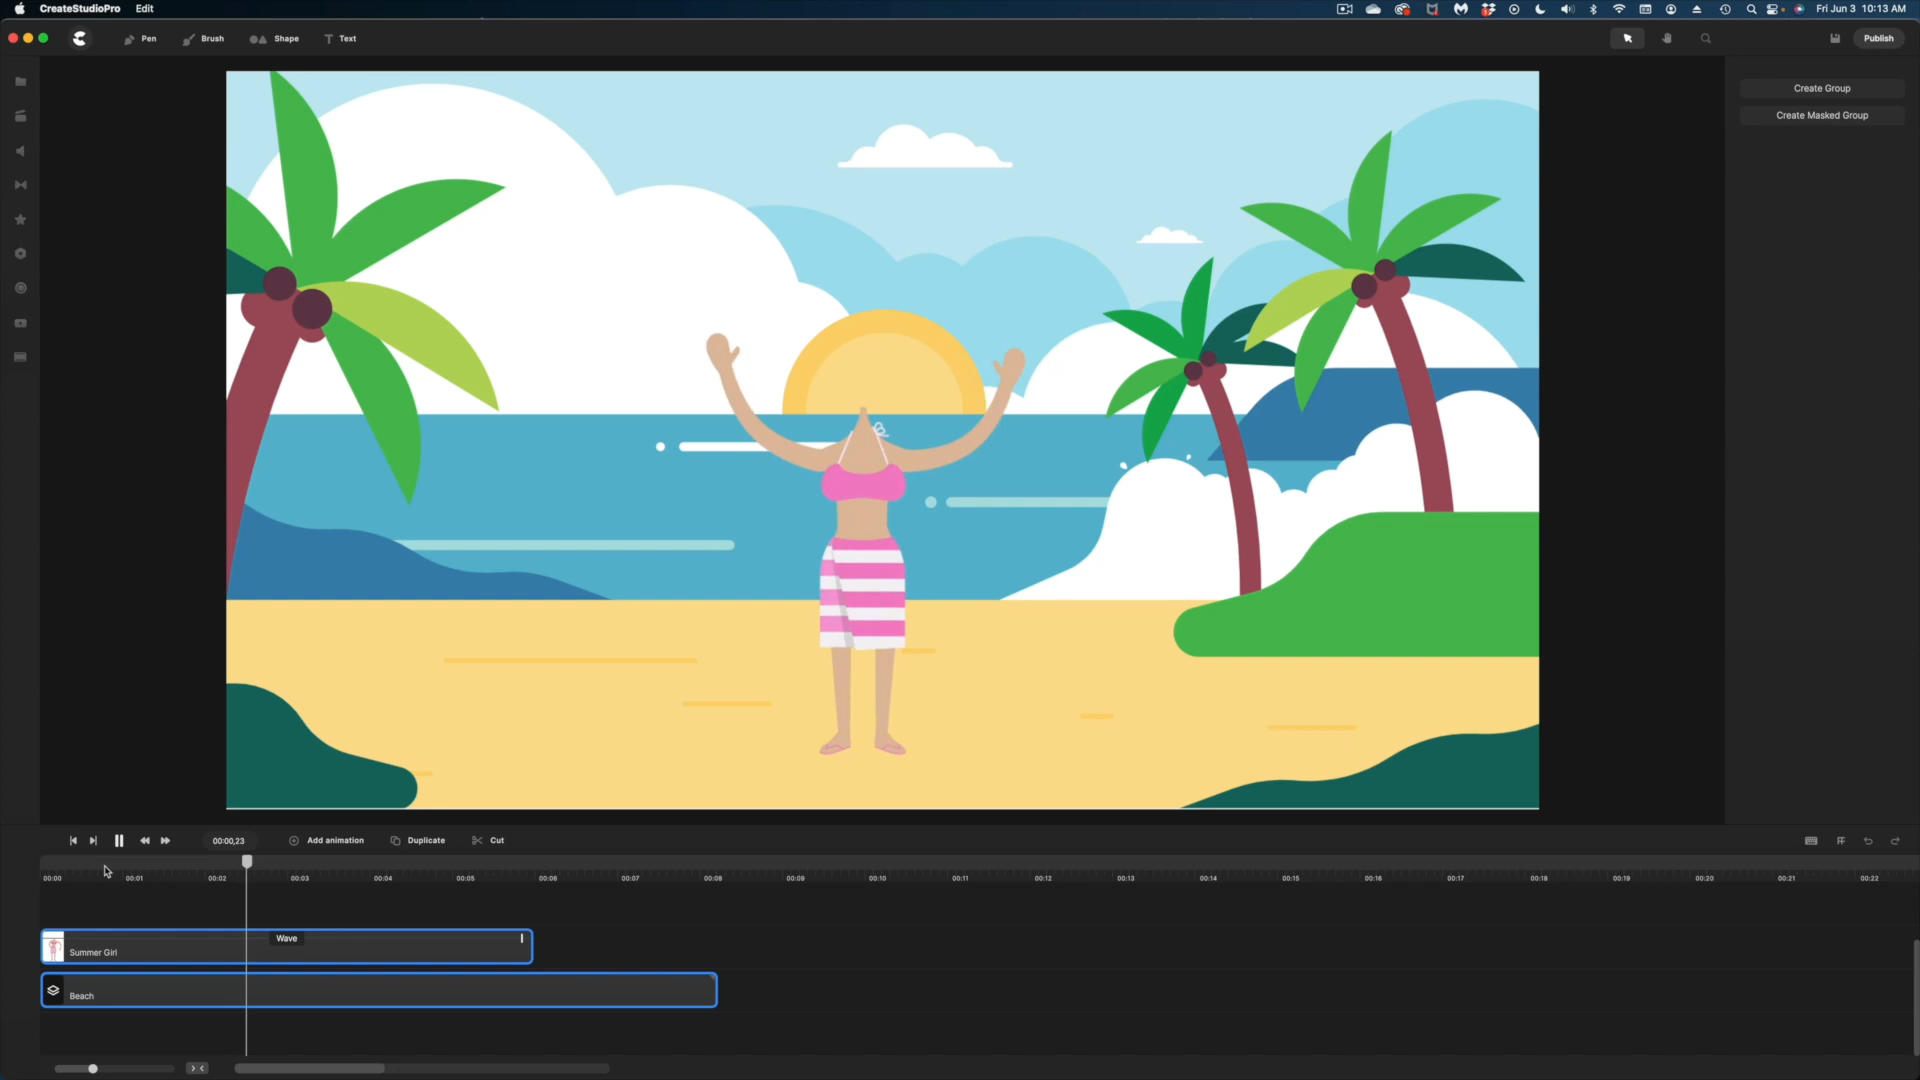 CreateStudioPro Edit Fri Jun 3 10:13 AM
Pen Brush Shape Text Publish
Create Group
Create Masked Group
00:00,23 Add animation Duplicate Cut
00:00 00:01 00:02 00:03 00:04 00:05 00:06 00:07 00:08 00:09 00:10 00:11 00:12 00:13 00:14 00:15 00:16 00:17 00:18 00:19 00:20 00:21 00:22
Wave
Summer Girl
Beach